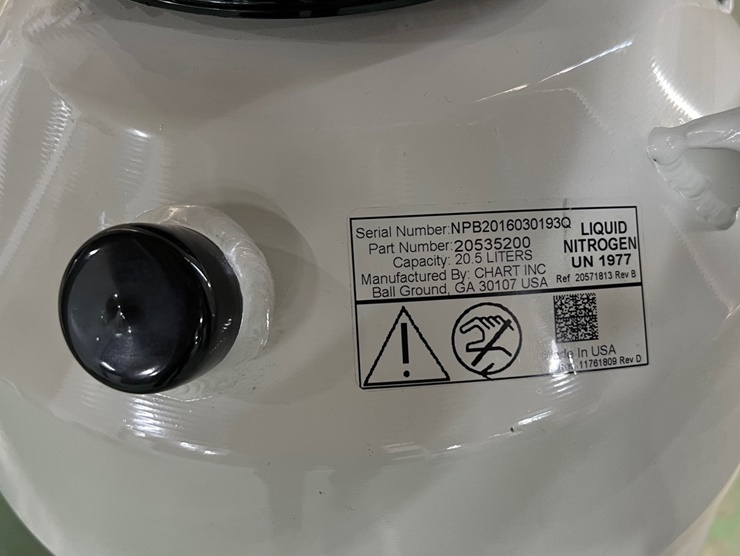 Serial Number:NPB2016030193Q
Part Number:20535200
Capacity: 20.5 LITERS
Manufactured By: CHART INC
Ball Ground, GA 30107 USA
LIQUID
NITROGEN
UN 1977
Ref 20571813 Rev B
In USA
11761809 Rev D